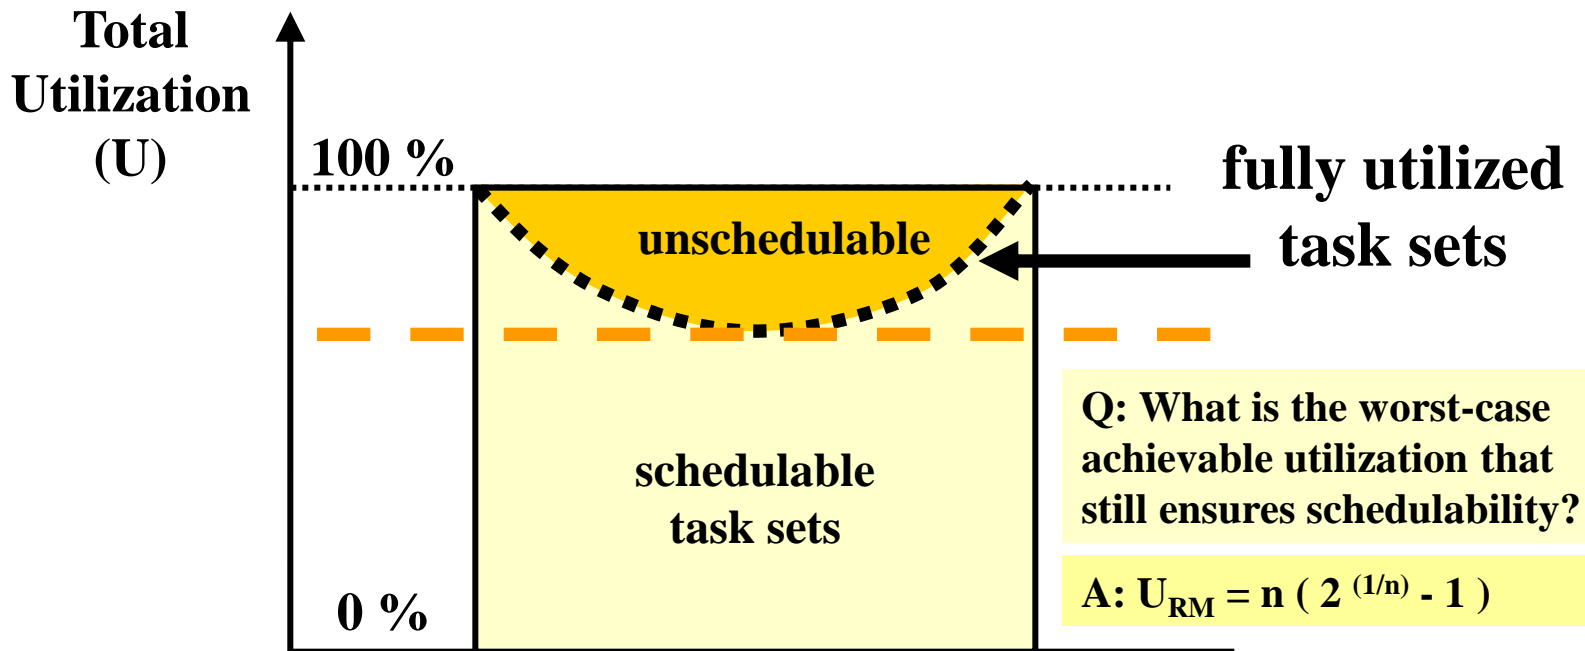 Total
Utilization
(U)
100 %
fully utilized
task sets
unschedulable
schedulable
task sets
0 %
Q: What is the worst-case
achievable utilization that
still ensures schedulability?
A: U_RM = n ( 2 ^(1/n) - 1 )